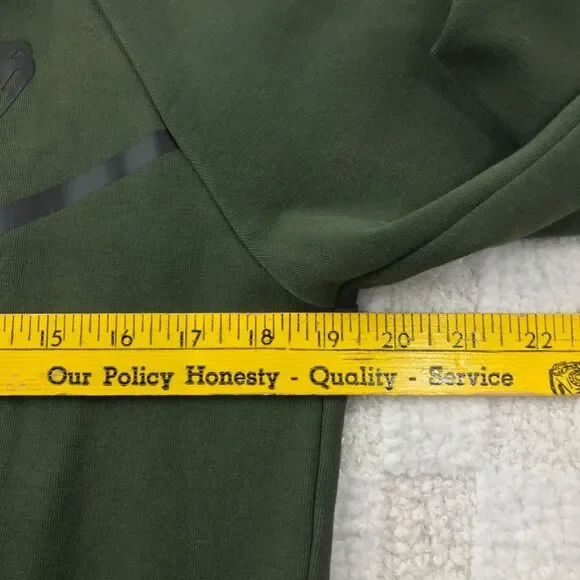 15 16 17 18 19 20 21 22
Our Policy Honesty - Quality - Service